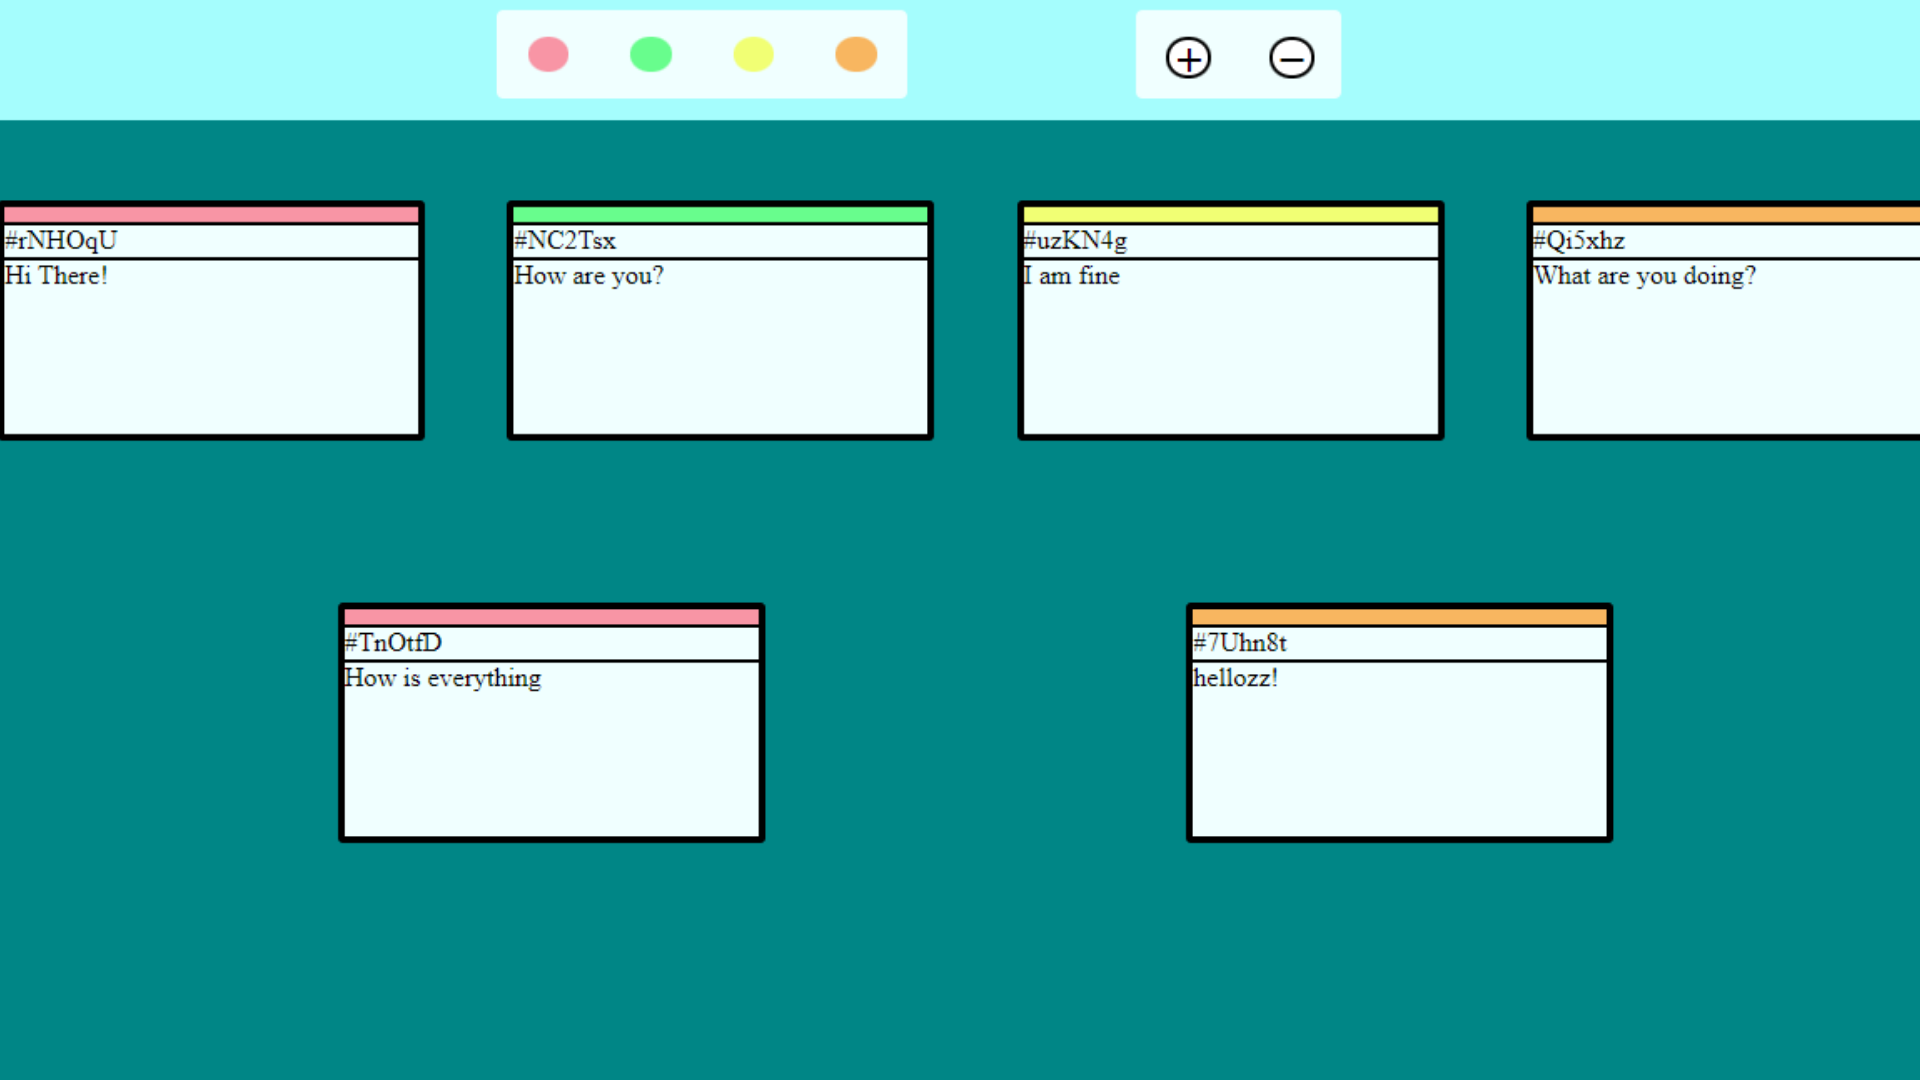 #rNHOqU
Hi There!
#NC2Tsx
How are you?
#uzKN4g
I am fine
#Qi5xhz
What are you doing?
#TnOtfD
How is everything
#7Uhn8t
hellozz!